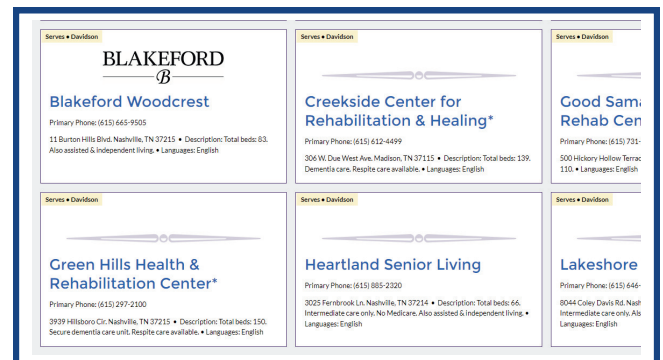 Serves • Davidson
BLAKEFORD
B
Blakeford Woodcrest
Primary Phone: (615) 665-9505
11 Burton Hills Blvd. Nashville, TN 37215 • Description: Total beds: 83.
Also assisted & independent living. • Languages: English
Serves • Davidson
Creekside Center for
Rehabilitation & Healing*
Primary Phone: (615) 612-4499
306 W. Due West Ave. Madison, TN 37115 • Description: Total beds: 139.
Dementia care. Respite care available. • Languages: English
Serves • Davidson
Good Sama
Rehab Cen
Primary Phone: (615) 731-
500 Hickory Hollow Terrac
110. • Languages: English
Serves • Davidson
Green Hills Health &
Rehabilitation Center*
Primary Phone: (615) 297-2100
3939 Hillsboro Cir. Nashville, TN 37215 • Description: Total beds: 150.
Secure dementia care unit. Respite care available. • Languages: English
Serves • Davidson
Heartland Senior Living
Primary Phone: (615) 885-2320
3025 Fernbrook Ln. Nashville, TN 37214 • Description: Total beds: 66.
Intermediate care only. No Medicare. Also assisted & independent living. •
Languages: English
Serves • Davidson
Lakeshore
Primary Phone: (615) 646-
8044 Coley Davis Rd. Nash
Intermediate care only. Als
Languages: English